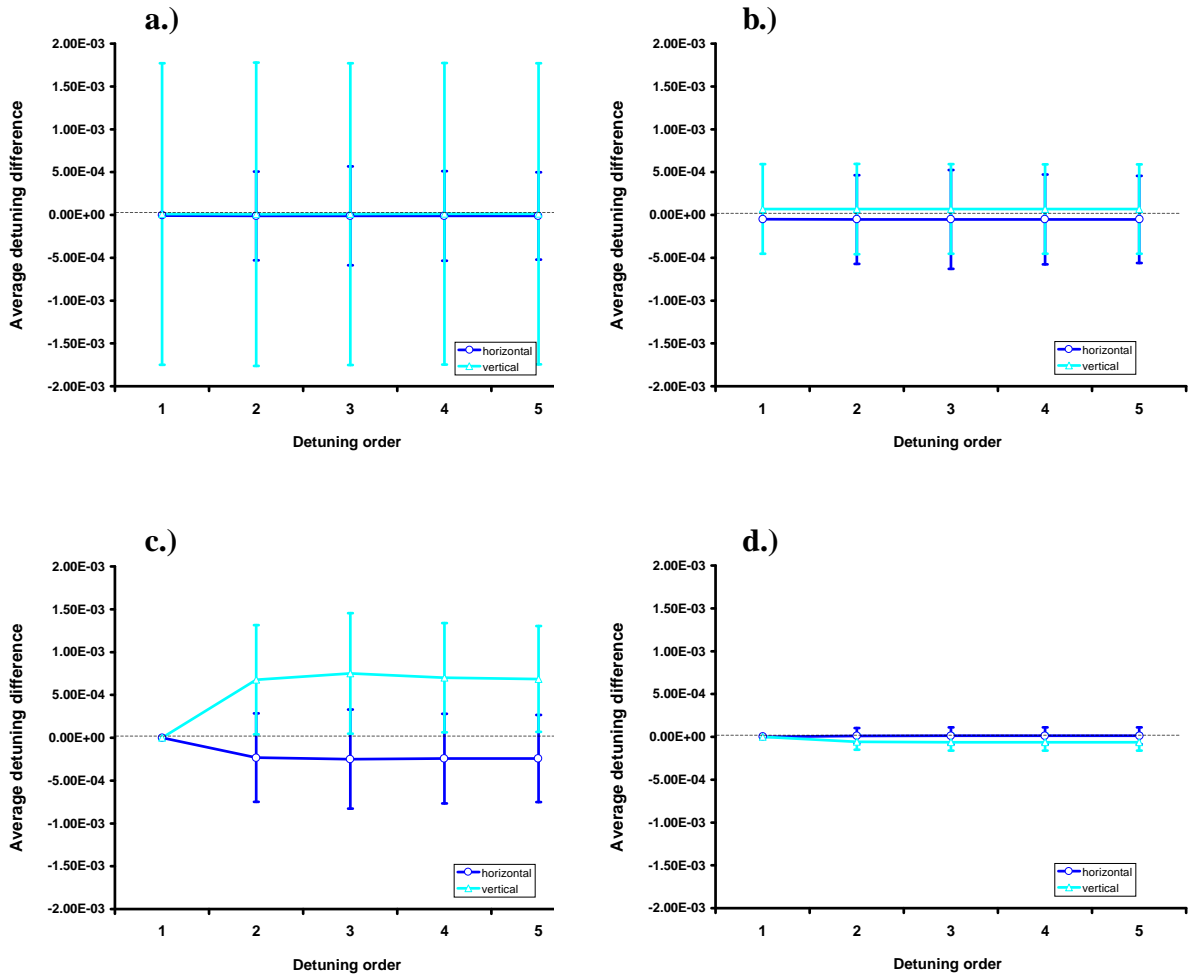 a.)
2.00E-03
1.50E-03
1.00E-03
5.00E-04
0.00E+00
-5.00E-04
-1.00E-03
-1.50E-03
-2.00E-03
Average detuning difference
horizontal
vertical
1 2 3 4 5
Detuning order
b.)
2.00E-03
1.50E-03
1.00E-03
5.00E-04
0.00E+00
-5.00E-04
-1.00E-03
-1.50E-03
-2.00E-03
Average detuning difference
horizontal
vertical
1 2 3 4 5
Detuning order
c.)
2.00E-03
1.50E-03
1.00E-03
5.00E-04
0.00E+00
-5.00E-04
-1.00E-03
-1.50E-03
-2.00E-03
Average detuning difference
horizontal
vertical
1 2 3 4 5
Detuning order
d.)
2.00E-03
1.50E-03
1.00E-03
5.00E-04
0.00E+00
-5.00E-04
-1.00E-03
-1.50E-03
-2.00E-03
Average detuning difference
horizontal
vertical
1 2 3 4 5
Detuning order